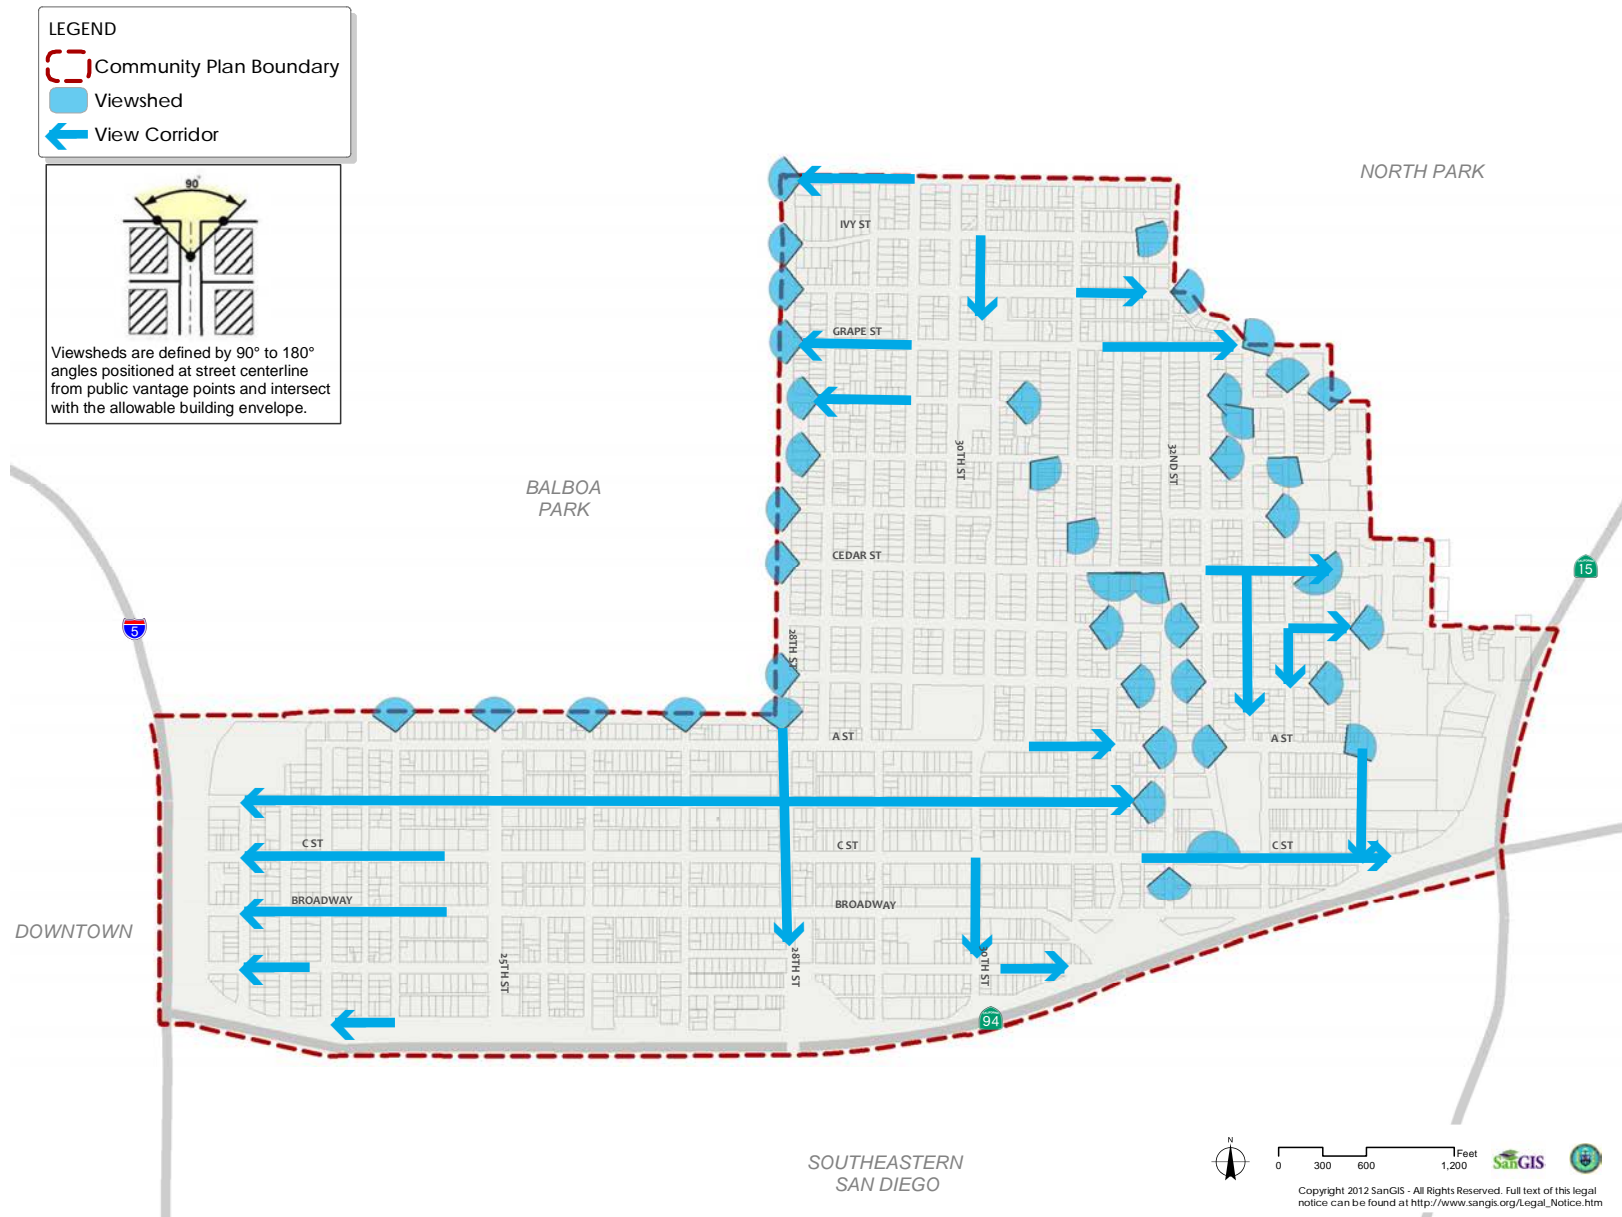 LEGEND
Community Plan Boundary
Viewshed
View Corridor
90°
Viewsheds are defined by 90° to 180°
angles positioned at street centerline
from public vantage points and intersect
with the allowable building envelope.
NORTH PARK
IVY ST
GRAPE ST
30TH ST
32ND ST
BALBOA
PARK
CEDAR ST
15
5
28TH ST
A ST
A ST
C ST
C ST
C ST
BROADWAY
BROADWAY
DOWNTOWN
25TH ST
28TH ST
30TH ST
94
SOUTHEASTERN
SAN DIEGO
N
0 300 600 1,200
Feet
SanGIS
Copyright 2012 SanGIS - All Rights Reserved. Full text of this legal
notice can be found at http://www.sangis.org/Legal_Notice.htm